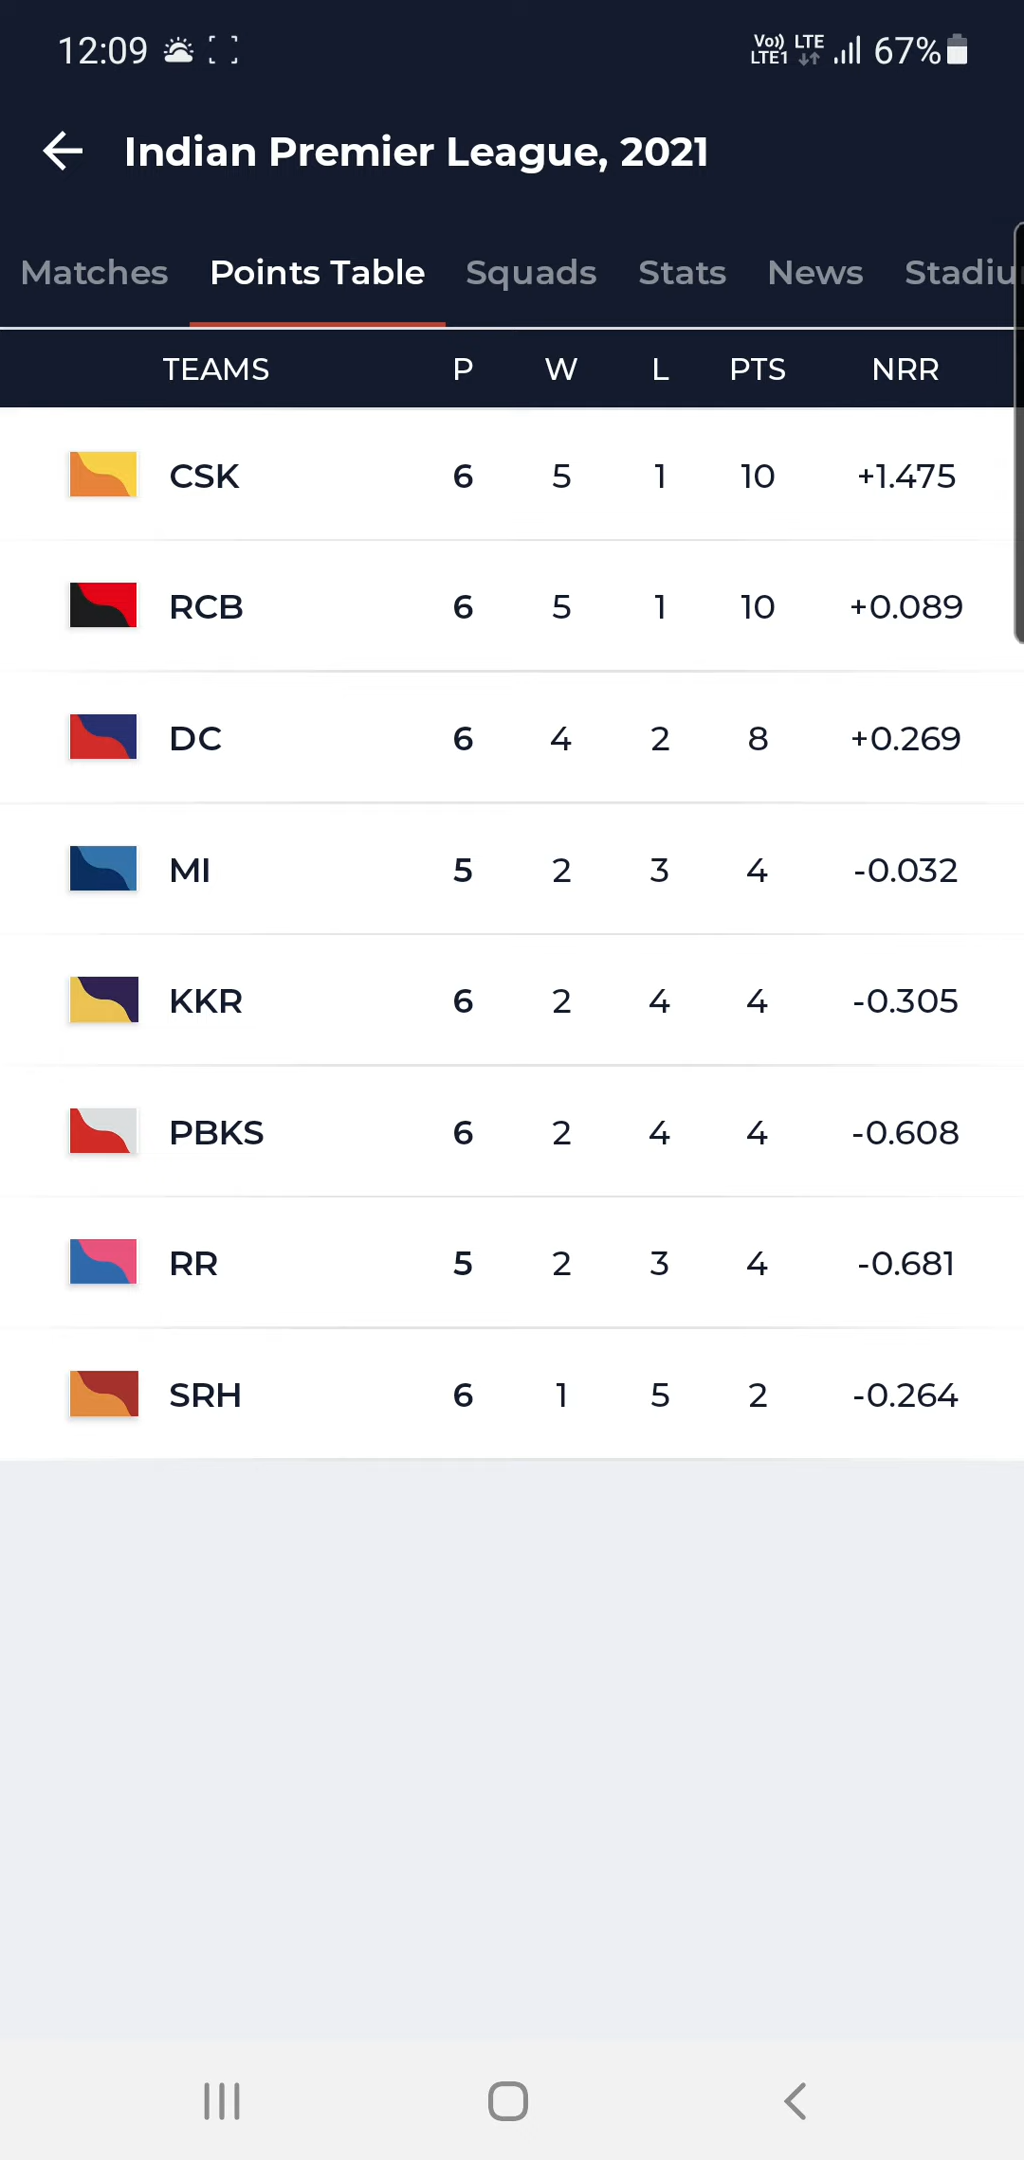 12:09 Vo)) LTE 67%
LTE1
Indian Premier League, 2021
Matches Points Table Squads Stats News Stadiu
TEAMS P W L PTS NRR
CSK 6 5 1 10 +1.475
RCB 6 5 1 10 +0.089
DC 6 4 2 8 +0.269
MI 5 2 3 4 -0.032
KKR 6 2 4 4 -0.305
PBKS 6 2 4 4 -0.608
RR 5 2 3 4 -0.681
SRH 6 1 5 2 -0.264